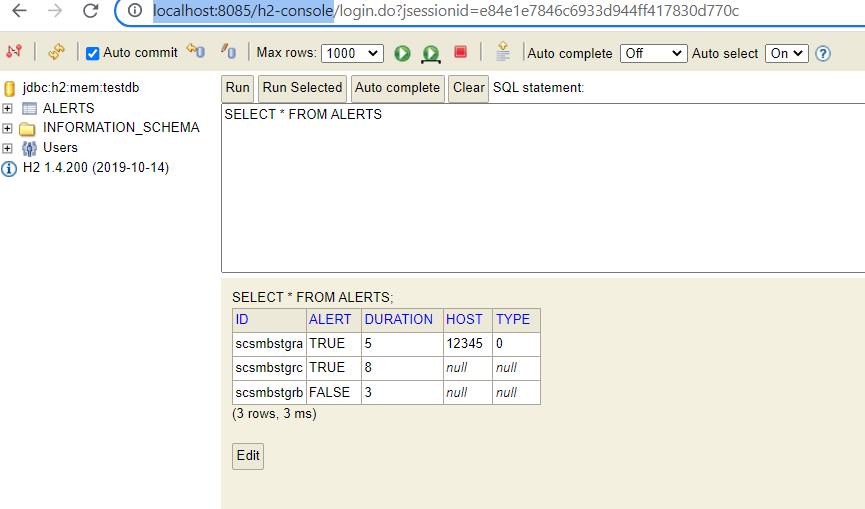 localhost:8085/h2-console/login.do?jsessionid=e84e1e7846c6933d944ff417830d770c
Auto commit Max rows: 1000 Auto complete Off Auto select On ?
jdbc:h2:mem:testdb
ALERTS
INFORMATION_SCHEMA
Users
H2 1.4.200 (2019-10-14)
Run Run Selected Auto complete Clear SQL statement:
SELECT * FROM ALERTS
SELECT * FROM ALERTS;
ID ALERT DURATION HOST TYPE
scsmbstgra TRUE 5 12345 0
scsmbstgrc TRUE 8 null null
scsmbstgrb FALSE 3 null null
(3 rows, 3 ms)
Edit